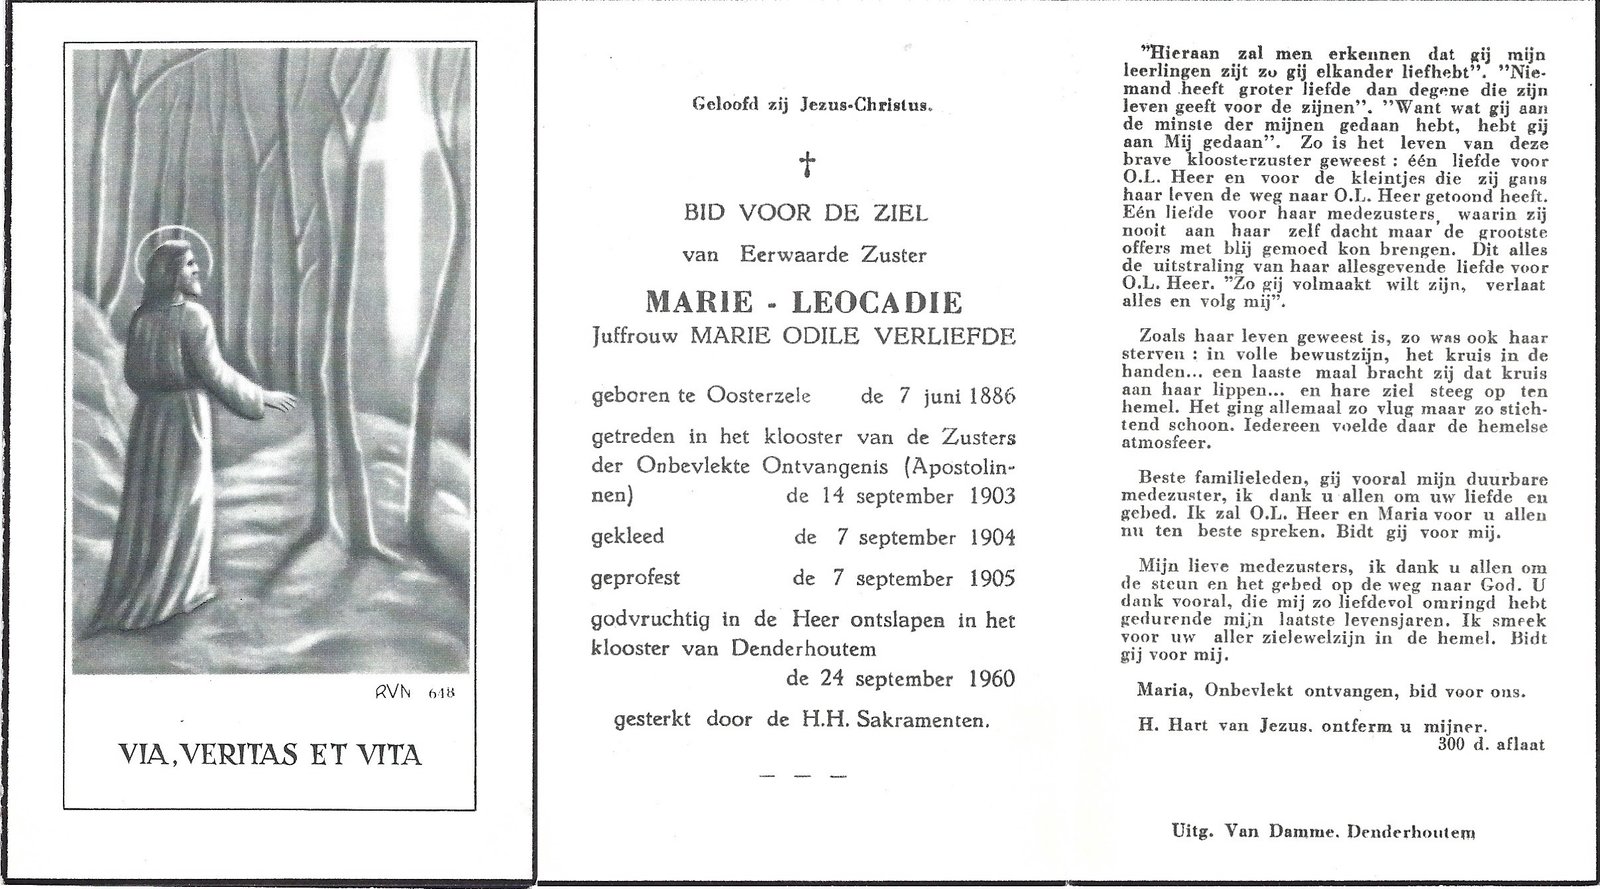 RVN 648
VIA, VERITAS ET VITA
Geloofd zij Jezus-Christus.
BID VOOR DE ZIEL
van Eerwaarde Zuster
MARIE - LEOCADIE
Juffrouw MARIE ODILE VERLIEFDE
geboren te Oosterzele de 7 juni 1886
getreden in het klooster van de Zusters
der Onbevlekte Ontvangenis (Apostolin-
nen) de 14 september 1903
gekleed de 7 september 1904
geprofest de 7 september 1905
godvruchtig in de Heer ontslapen in het
klooster van Denderhoutem
de 24 september 1960
gesterkt door de H.H. Sakramenten.
"Hieraan zal men erkennen dat gij mijn
leerlingen zijt zo gij elkander liefhebt". "Nie-
mand heeft groter liefde dan degene die zijn
leven geeft voor de zijnen". "Want wat gij aan
de minste der mijnen gedaan hebt, hebt gij
aan Mij gedaan". Zo is het leven van deze
brave kloosterzuster geweest : één liefde voor
O.L. Heer en voor de kleintjes die zij gans
haar leven de weg naar O.L. Heer getoond heeft.
Eén liefde voor haar medezusters, waarin zij
nooit aan haar zelf dacht maar de grootste
offers met blij gemoed kon brengen. Dit alles
de uitstraling van haar allesgevende liefde voor
O.L. Heer. "Zo gij volmaakt wilt zijn, verlaat
alles en volg mij".
Zoals haar leven geweest is, zo was ook haar
sterven : in volle bewustzijn, het kruis in de
handen... een laaste maal bracht zij dat kruis
aan haar lippen... en hare ziel steeg op ten
hemel. Het ging allemaal zo vlug maar zo stich-
tend schoon. Iedereen voelde daar de hemelse
atmosfeer.
Beste familieleden, gij vooral mijn duurbare
medezuster, ik dank u allen om uw liefde en
gebed. Ik zal O.L. Heer en Maria voor u allen
nu ten beste spreken. Bidt gij voor mij.
Mijn lieve medezusters, ik dank u allen om
de steun en het gebed op de weg naar God. U
dank vooral, die mij zo liefdevol omringd hebt
gedurende mijn laatste levensjaren. Ik smeek
voor uw aller zielewelzijn in de hemel. Bidt
gij voor mij.
Maria, Onbevlekt ontvangen, bid voor ons.
H. Hart van Jezus. ontferm u mijner.
300 d. aflaat
Uitg. Van Damme. Denderhoutem